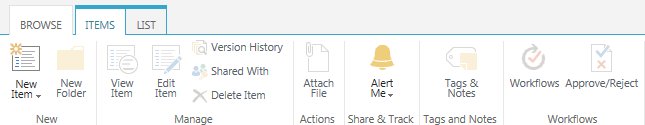 BROWSE ITEMS LIST
New Item
New Folder
View Item
Edit Item
Version History
Shared With
Delete Item
Attach File
Alert Me
Tags & Notes
Workflows
Approve/Reject
New
Manage
Actions
Share & Track
Tags and Notes
Workflows